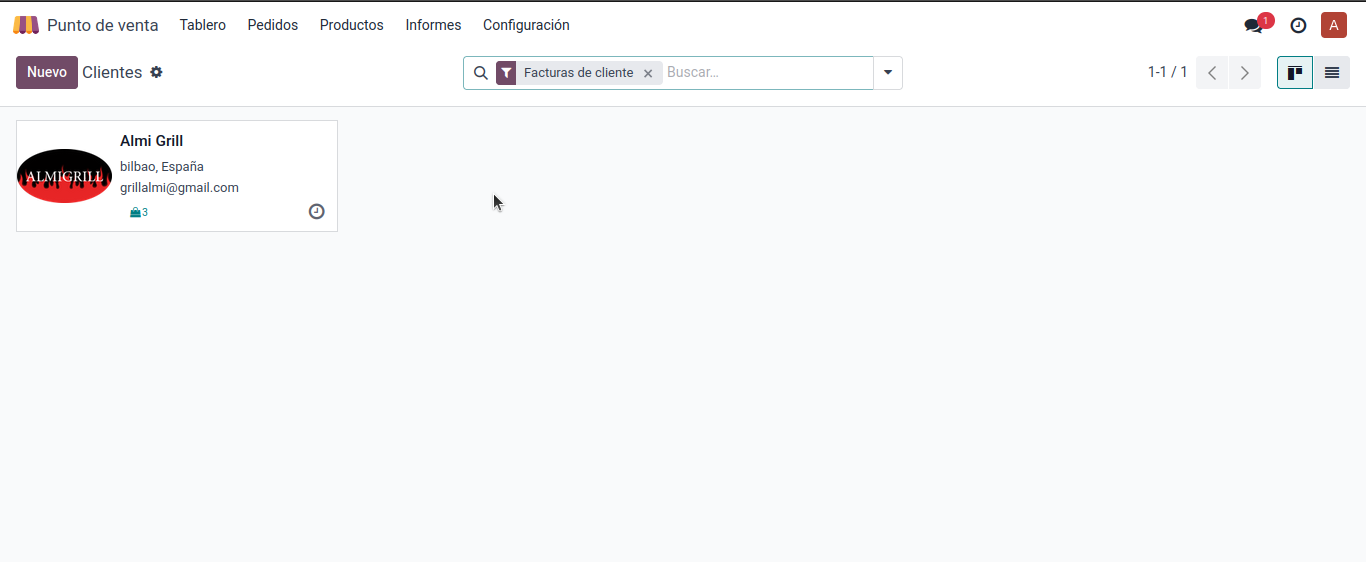 Punto de venta Tablero Pedidos Productos Informes Configuración 1 A
Nuevo Clientes Facturas de cliente Buscar... 1-1 / 1
Almi Grill
ALMIGRILL
bilbao, España
grillalmi@gmail.com
3